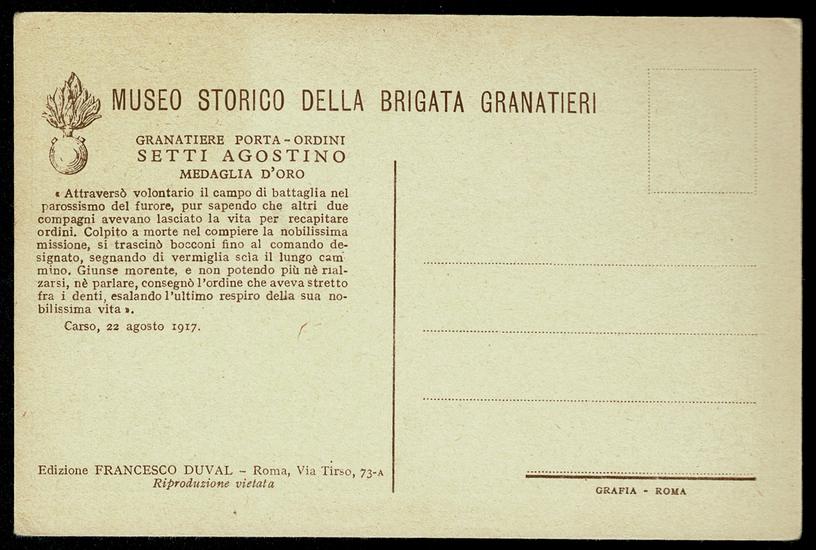 MUSEO STORICO DELLA BRIGATA GRANATIERI
GRANATIERE PORTA-ORDINI
SETTI AGOSTINO
MEDAGLIA D'ORO
« Attraversò volontario il campo di battaglia nel
parossismo del furore, pur sapendo che altri due
compagni avevano lasciato la vita per recapitare
ordini. Colpito a morte nel compiere la nobilissima
missione, si trascinò bocconi fino al comando de-
signato, segnando di vermiglia scia il lungo cam
mino. Giunse morente, e non potendo più nè rial-
zarsi, nè parlare, consegnò l'ordine che aveva stretto
fra i denti, esalando l'ultimo respiro della sua no-
bilissima vita ».
Carso, 22 agosto 1917.
Edizione FRANCESCO DUVAL - Roma, Via Tirso, 73-A
Riproduzione vietata
GRAFIA - ROMA